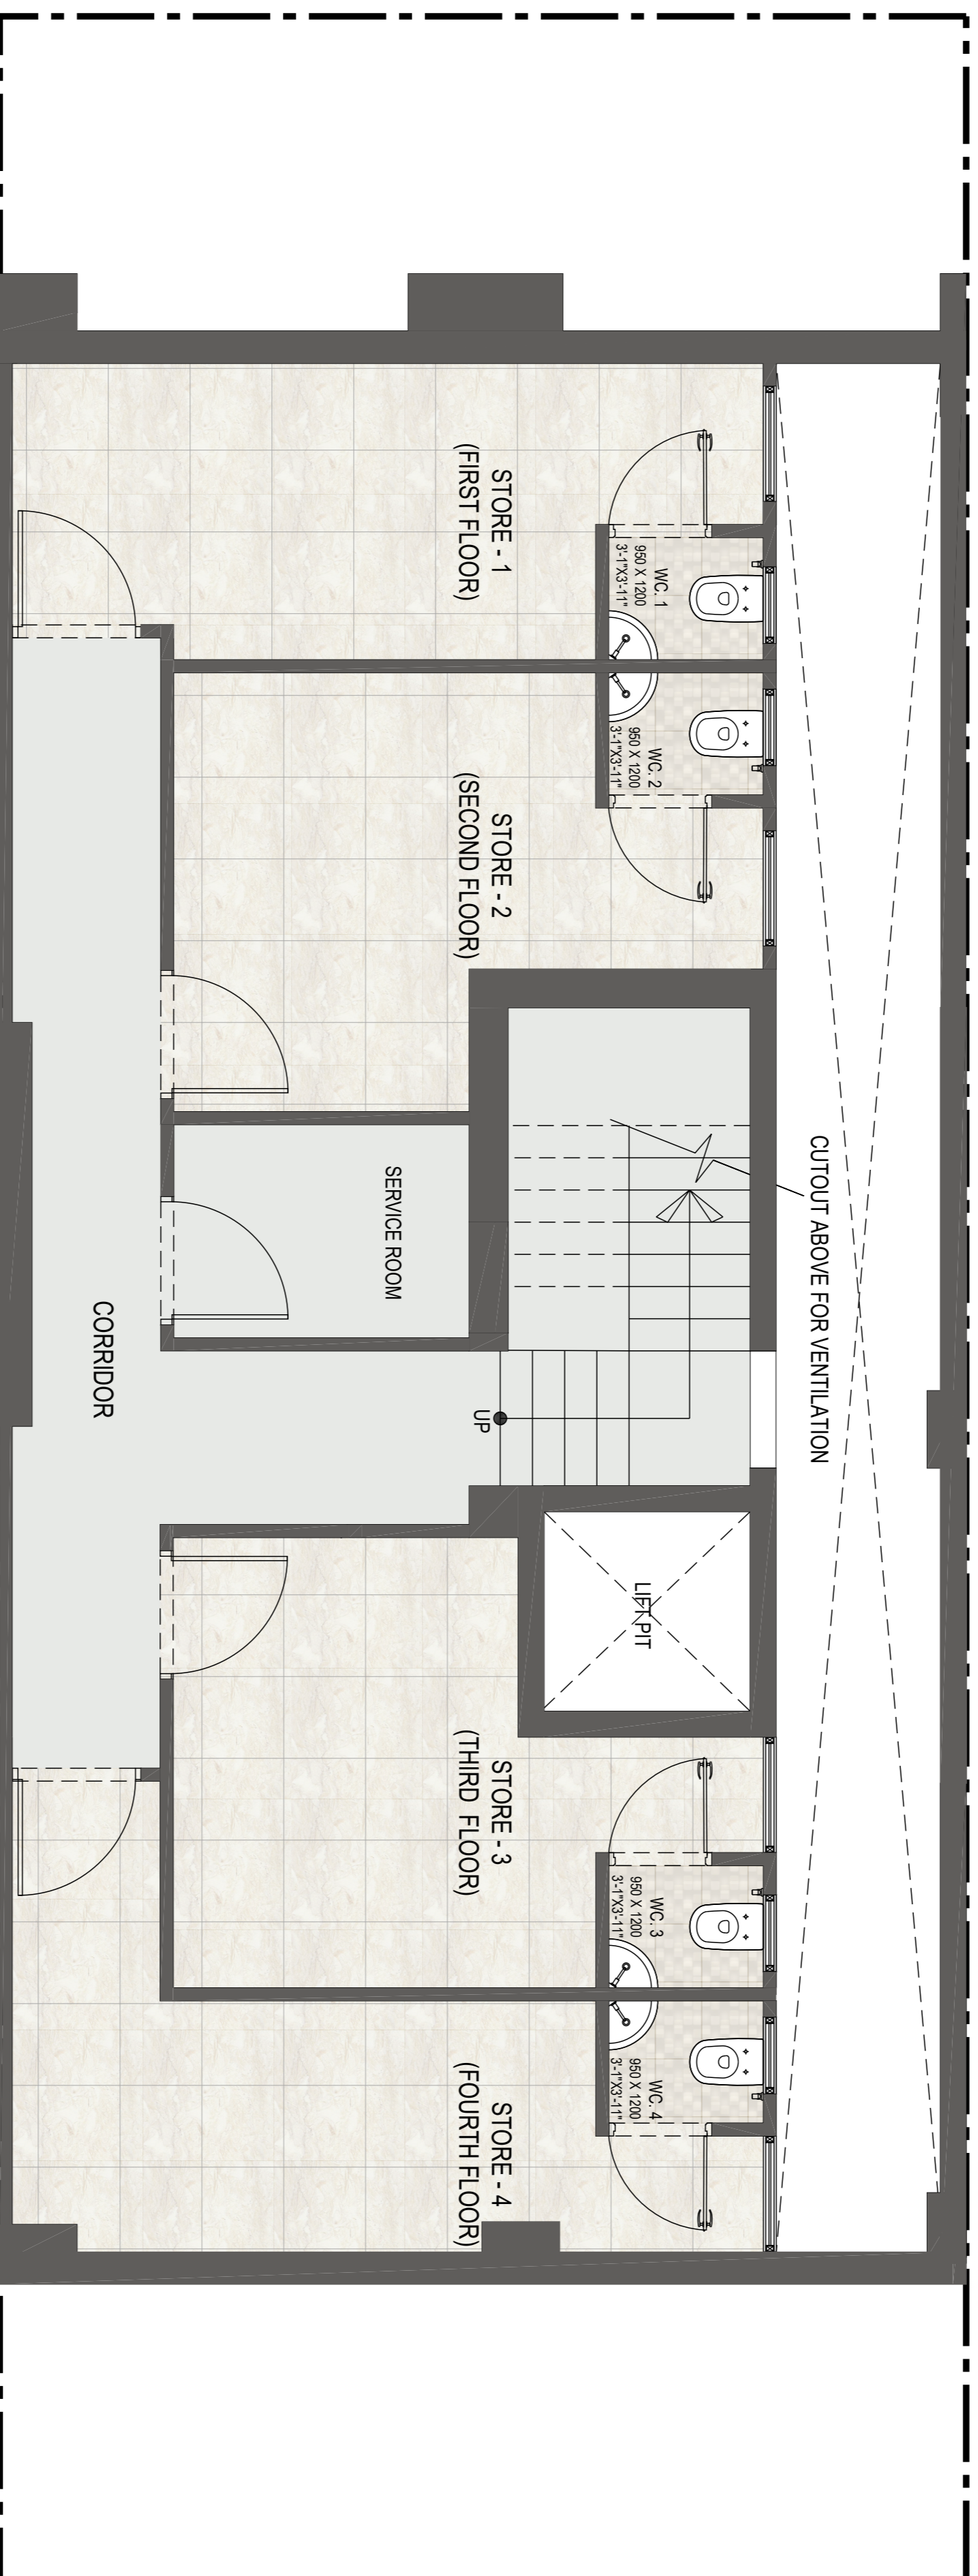 CUTOUT ABOVE FOR VENTILATION
WC. 1
950 X 1200
3'-1"X3'-11"
WC. 2
950 X 1200
3'-1"X3'-11"
LIFT PIT
WC. 3
950 X 1200
3'-1"X3'-11"
WC. 4
950 X 1200
3'-1"X3'-11"
STORE - 1
(FIRST FLOOR)
STORE - 2
(SECOND FLOOR)
UP
STORE - 3
(THIRD FLOOR)
STORE - 4
(FOURTH FLOOR)
SERVICE ROOM
CORRIDOR